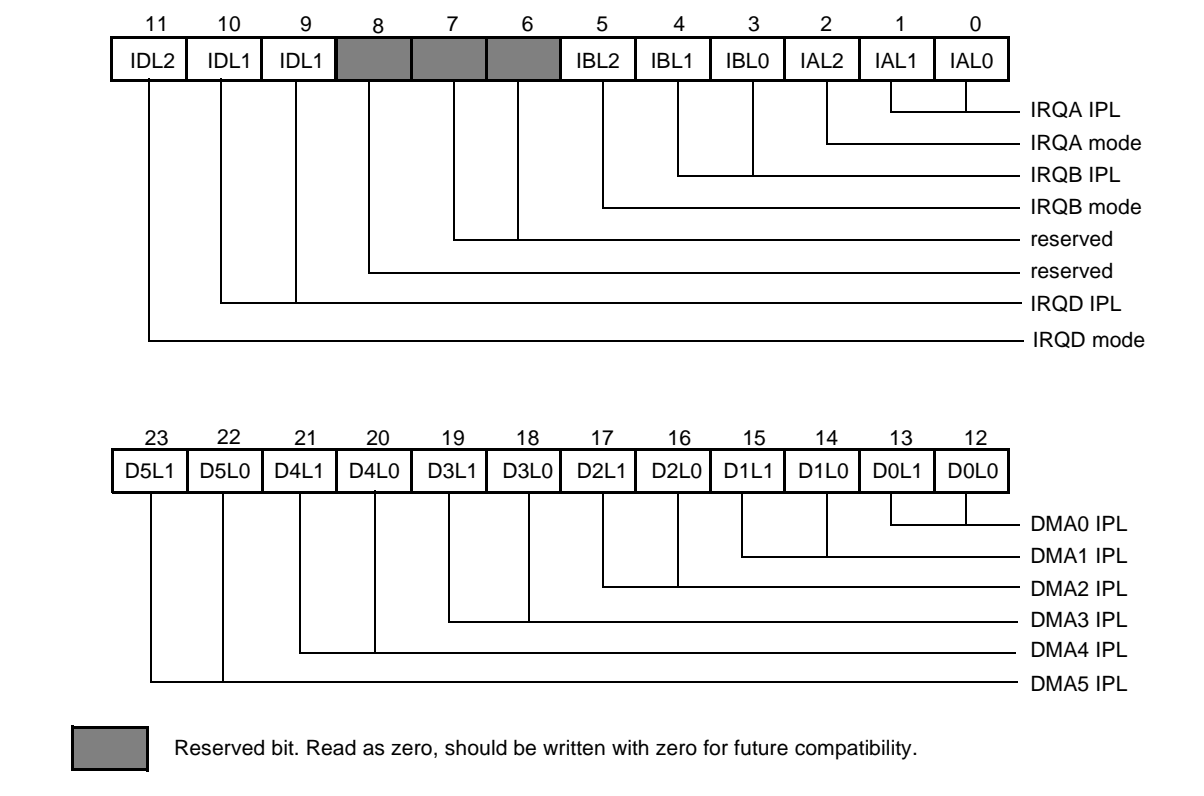 11 10 9 8 7 6 5 4 3 2 1 0
IDL2 IDL1 IDL1 IBL2 IBL1 IBL0 IAL2 IAL1 IAL0
IRQA IPL
IRQA mode
IRQB IPL
IRQB mode
reserved
reserved
IRQD IPL
IRQD mode
23 22 21 20 19 18 17 16 15 14 13 12
D5L1 D5L0 D4L1 D4L0 D3L1 D3L0 D2L1 D2L0 D1L1 D1L0 D0L1 D0L0
DMA0 IPL
DMA1 IPL
DMA2 IPL
DMA3 IPL
DMA4 IPL
DMA5 IPL
Reserved bit. Read as zero, should be written with zero for future compatibility.